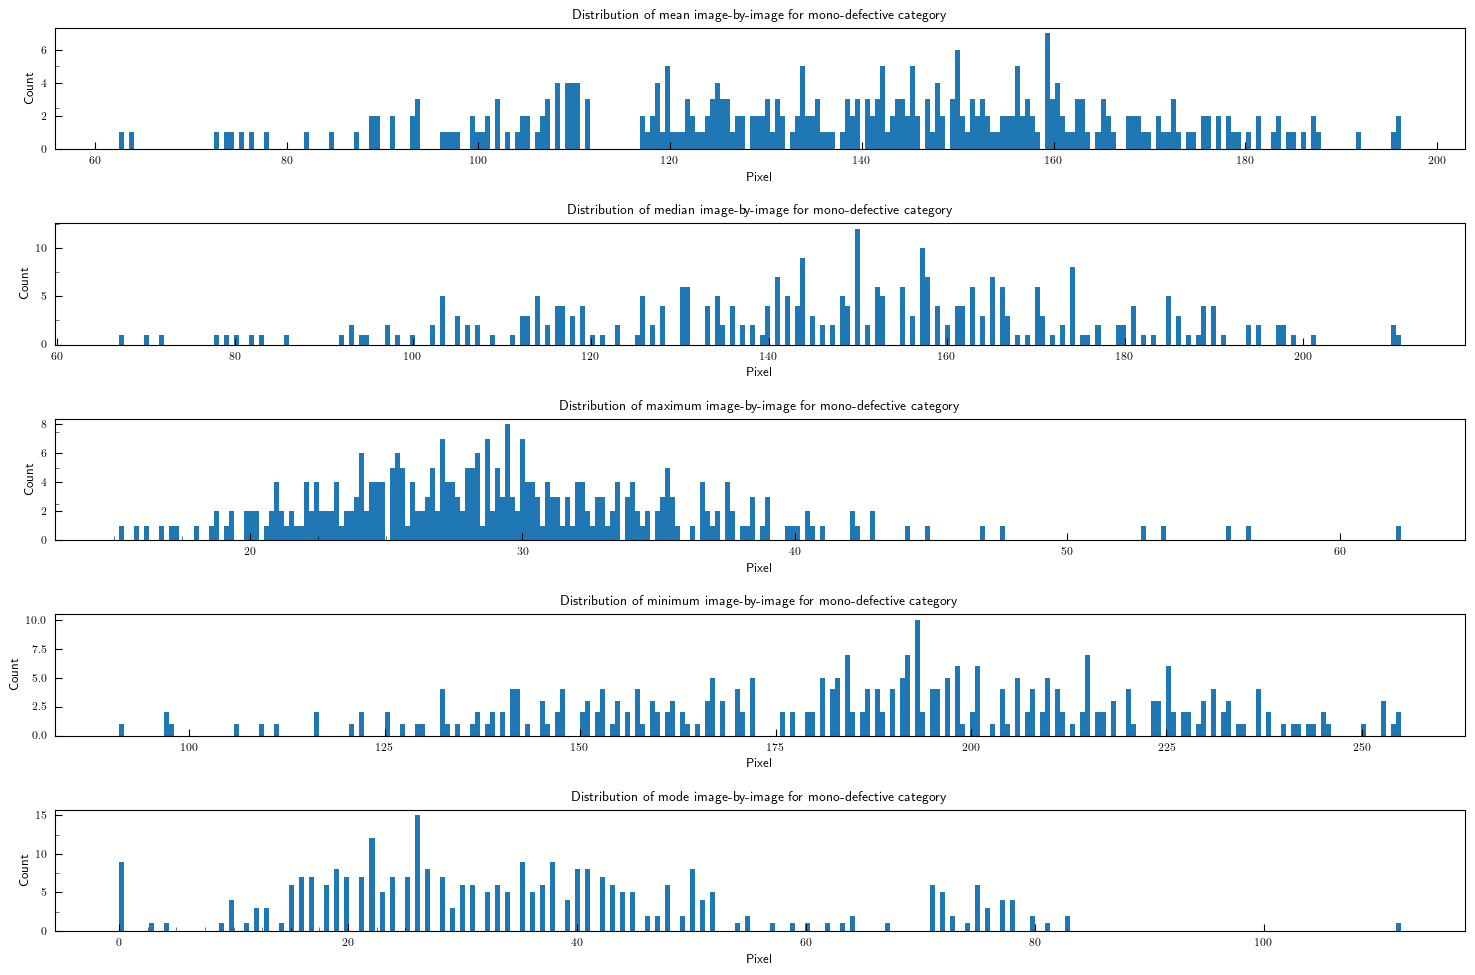 Distribution of mean image-by-image for mono-defective category
Count
6
4
2
0
60 80 100 120 140 160 180 200
Pixel
Distribution of median image-by-image for mono-defective category
Count
10
5
0
60 80 100 120 140 160 180 200
Pixel
Distribution of maximum image-by-image for mono-defective category
Count
8
6
4
2
0
20 30 40 50 60
Pixel
Distribution of minimum image-by-image for mono-defective category
Count
10.0
7.5
5.0
2.5
0.0
100 125 150 175 200 225 250
Pixel
Distribution of mode image-by-image for mono-defective category
Count
15
10
5
0
0 20 40 60 80 100
Pixel